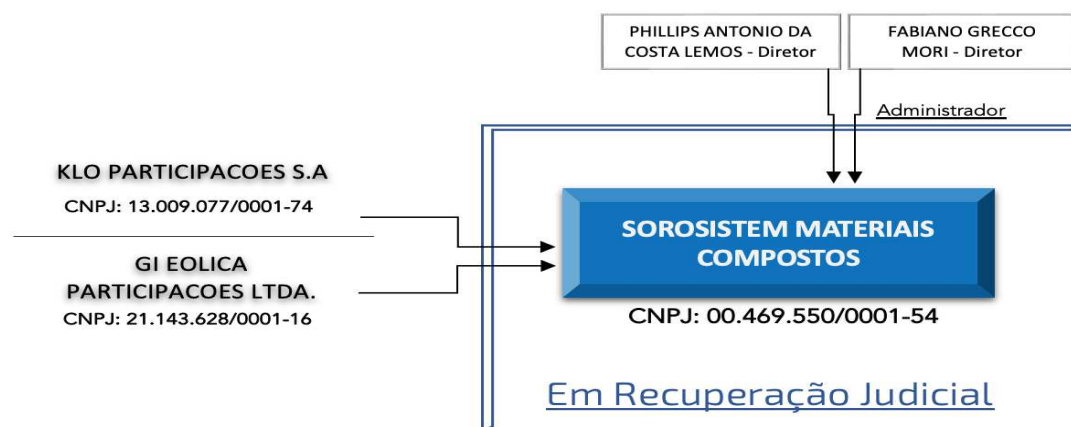 PHILLIPS ANTONIO DA
COSTA LEMOS - Diretor
FABIANO GRECCO
MORI - Diretor
Administrador
KLO PARTICIPACOES S.A
CNPJ: 13.009.077/0001-74
GI EOLICA
PARTICIPACOES LTDA.
CNPJ: 21.143.628/0001-16
SOROSISTEM MATERIAIS
COMPOSTOS
CNPJ: 00.469.550/0001-54
Em Recuperação Judicial